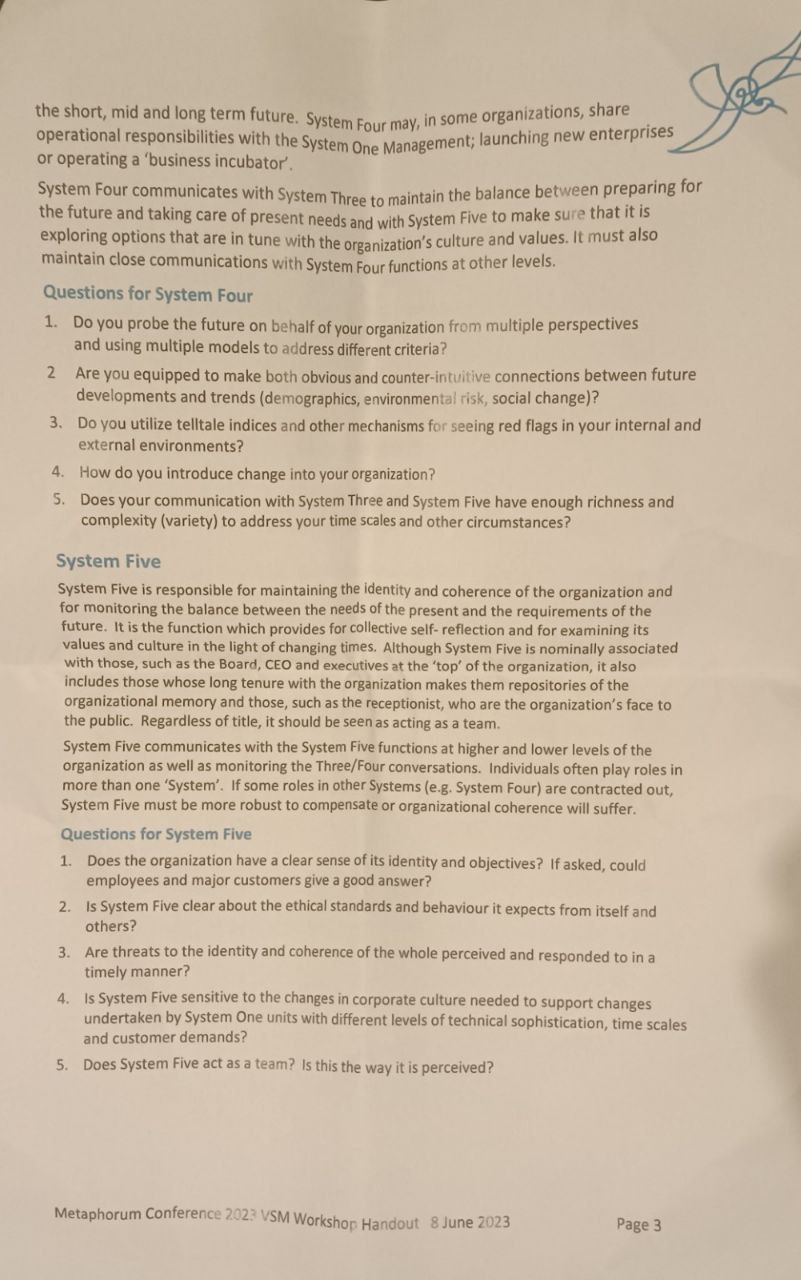 the short, mid and long term future. System Four may, in some organizations, share
operational responsibilities with the System One Management; launching new enterprises
or operating a ‘business incubator’.
System Four communicates with System Three to maintain the balance between preparing for
the future and taking care of present needs and with System Five to make sure that it is
exploring options that are in tune with the organization’s culture and values. It must also
maintain close communications with System Four functions at other levels.
Questions for System Four
1. Do you probe the future on behalf of your organization from multiple perspectives
and using multiple models to address different criteria?
2 Are you equipped to make both obvious and counter-intuitive connections between future
developments and trends (demographics, environmental risk, social change)?
3. Do you utilize telltale indices and other mechanisms for seeing red flags in your internal and
external environments?
4. How do you introduce change into your organization?
5. Does your communication with System Three and System Five have enough richness and
complexity (variety) to address your time scales and other circumstances?
System Five
System Five is responsible for maintaining the identity and coherence of the organization and
for monitoring the balance between the needs of the present and the requirements of the
future. It is the function which provides for collective self- reflection and for examining its
values and culture in the light of changing times. Although System Five is nominally associated
with those, such as the Board, CEO and executives at the ‘top’ of the organization, it also
includes those whose long tenure with the organization makes them repositories of the
organizational memory and those, such as the receptionist, who are the organization’s face to
the public. Regardless of title, it should be seen as acting as a team.
System Five communicates with the System Five functions at higher and lower levels of the
organization as well as monitoring the Three/Four conversations. Individuals often play roles in
more than one ‘System’. If some roles in other Systems (e.g. System Four) are contracted out,
System Five must be more robust to compensate or organizational coherence will suffer.
Questions for System Five
1. Does the organization have a clear sense of its identity and objectives? If asked, could
employees and major customers give a good answer?
2. Is System Five clear about the ethical standards and behaviour it expects from itself and
others?
3. Are threats to the identity and coherence of the whole perceived and responded to in a
timely manner?
4. Is System Five sensitive to the changes in corporate culture needed to support changes
undertaken by System One units with different levels of technical sophistication, time scales
and customer demands?
5. Does System Five act as a team? Is this the way it is perceived?
Metaphorum Conference 2023 VSM Workshop Handout 8 June 2023 Page 3